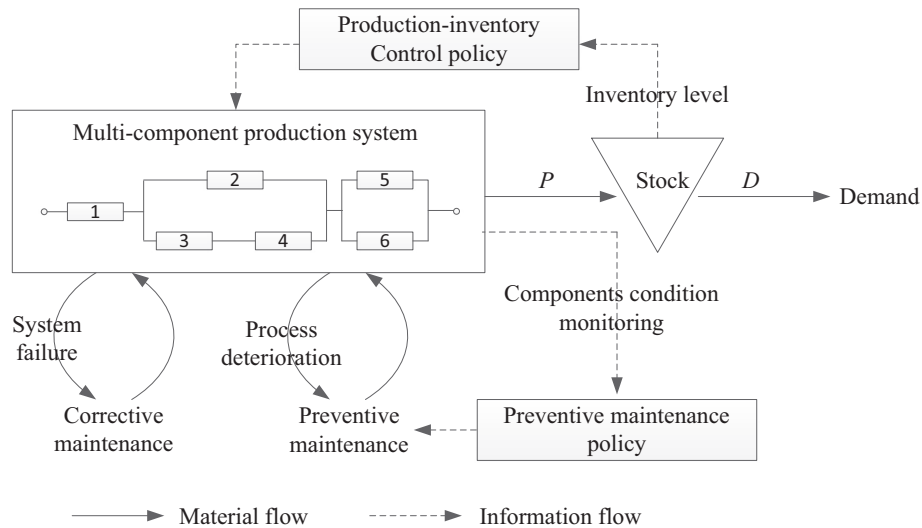 Production-inventory
Control policy
Inventory level
Multi-component production system
1
2
3
4
5
6
P
Stock
D
Demand
Components condition
monitoring
System
failure
Process
deterioration
Corrective
maintenance
Preventive
maintenance
Preventive maintenance
policy
Material flow
Information flow